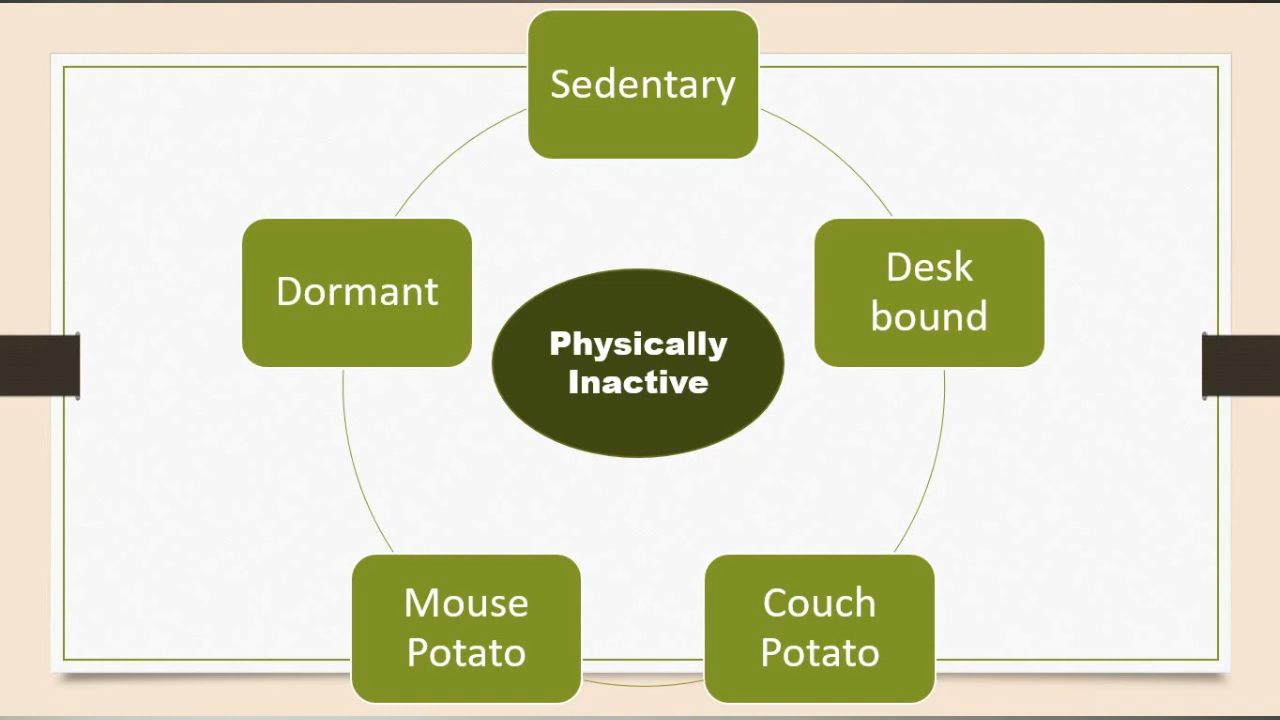 Sedentary
Dormant
Desk
bound
Physically
Inactive
Mouse
Potato
Couch
Potato